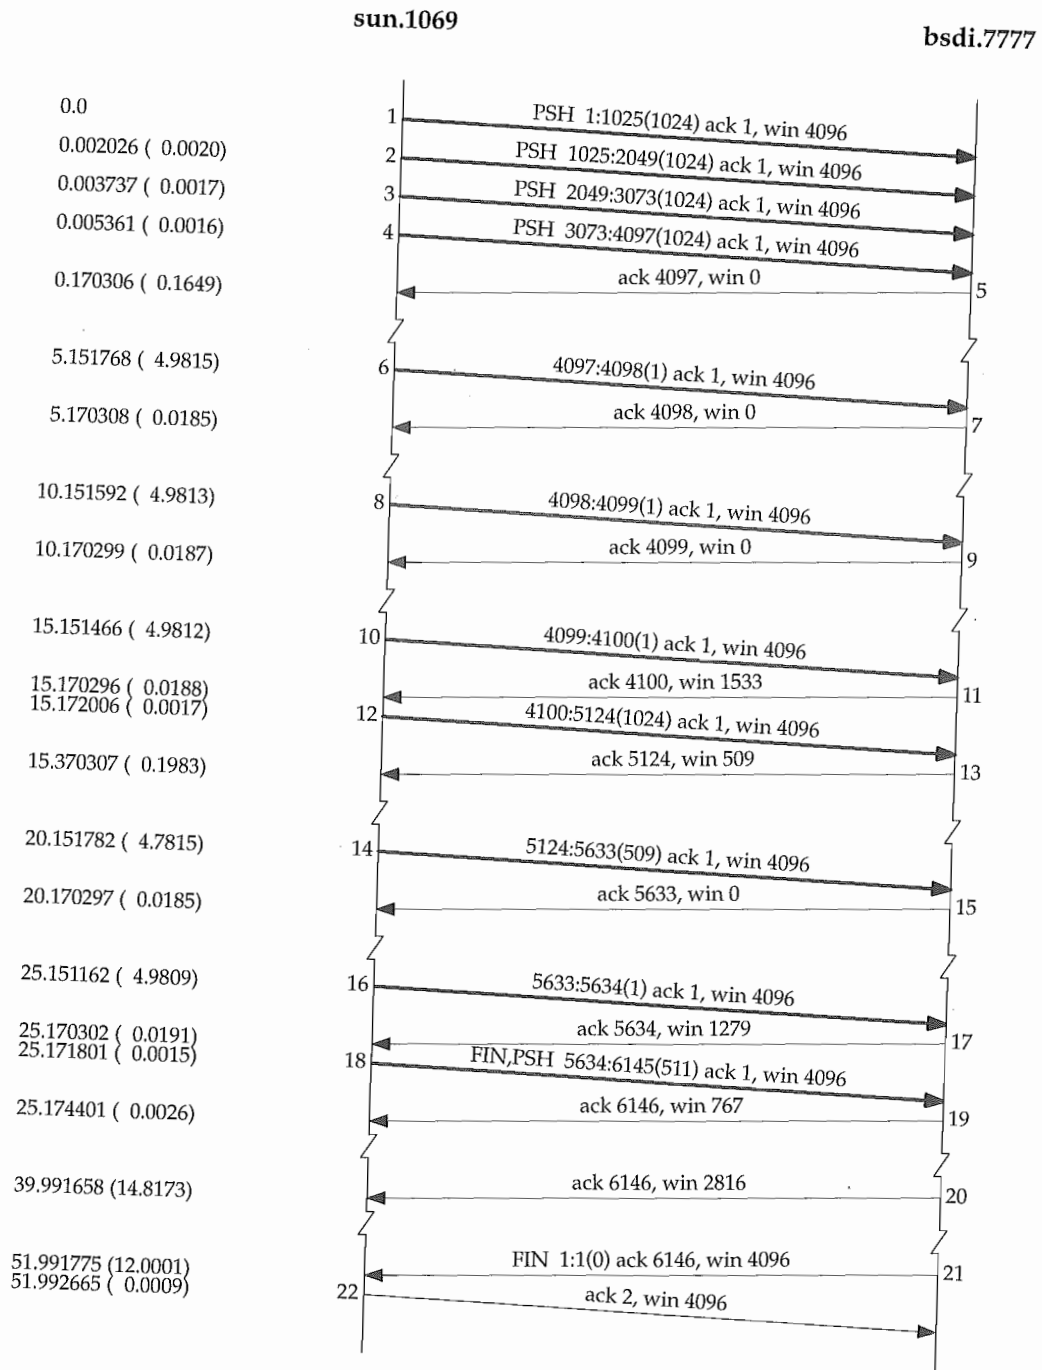 sun.1069
bsdi.7777
0.0
1
PSH 1:1025(1024) ack 1, win 4096
0.002026 ( 0.0020)
2
PSH 1025:2049(1024) ack 1, win 4096
0.003737 ( 0.0017)
3
PSH 2049:3073(1024) ack 1, win 4096
0.005361 ( 0.0016)
4
PSH 3073:4097(1024) ack 1, win 4096
0.170306 ( 0.1649)
ack 4097, win 0
5
5.151768 ( 4.9815)
6
4097:4098(1) ack 1, win 4096
5.170308 ( 0.0185)
ack 4098, win 0
7
10.151592 ( 4.9813)
8
4098:4099(1) ack 1, win 4096
10.170299 ( 0.0187)
ack 4099, win 0
9
15.151466 ( 4.9812)
10
4099:4100(1) ack 1, win 4096
15.170296 ( 0.0188)
ack 4100, win 1533
11
15.172006 ( 0.0017)
12
4100:5124(1024) ack 1, win 4096
15.370307 ( 0.1983)
ack 5124, win 509
13
20.151782 ( 4.7815)
14
5124:5633(509) ack 1, win 4096
20.170297 ( 0.0185)
ack 5633, win 0
15
25.151162 ( 4.9809)
16
5633:5634(1) ack 1, win 4096
25.170302 ( 0.0191)
ack 5634, win 1279
17
25.171801 ( 0.0015)
18
FIN,PSH 5634:6145(511) ack 1, win 4096
25.174401 ( 0.0026)
ack 6146, win 767
19
39.991658 (14.8173)
ack 6146, win 2816
20
51.991775 (12.0001)
FIN 1:1(0) ack 6146, win 4096
21
51.992665 ( 0.0009)
22
ack 2, win 4096